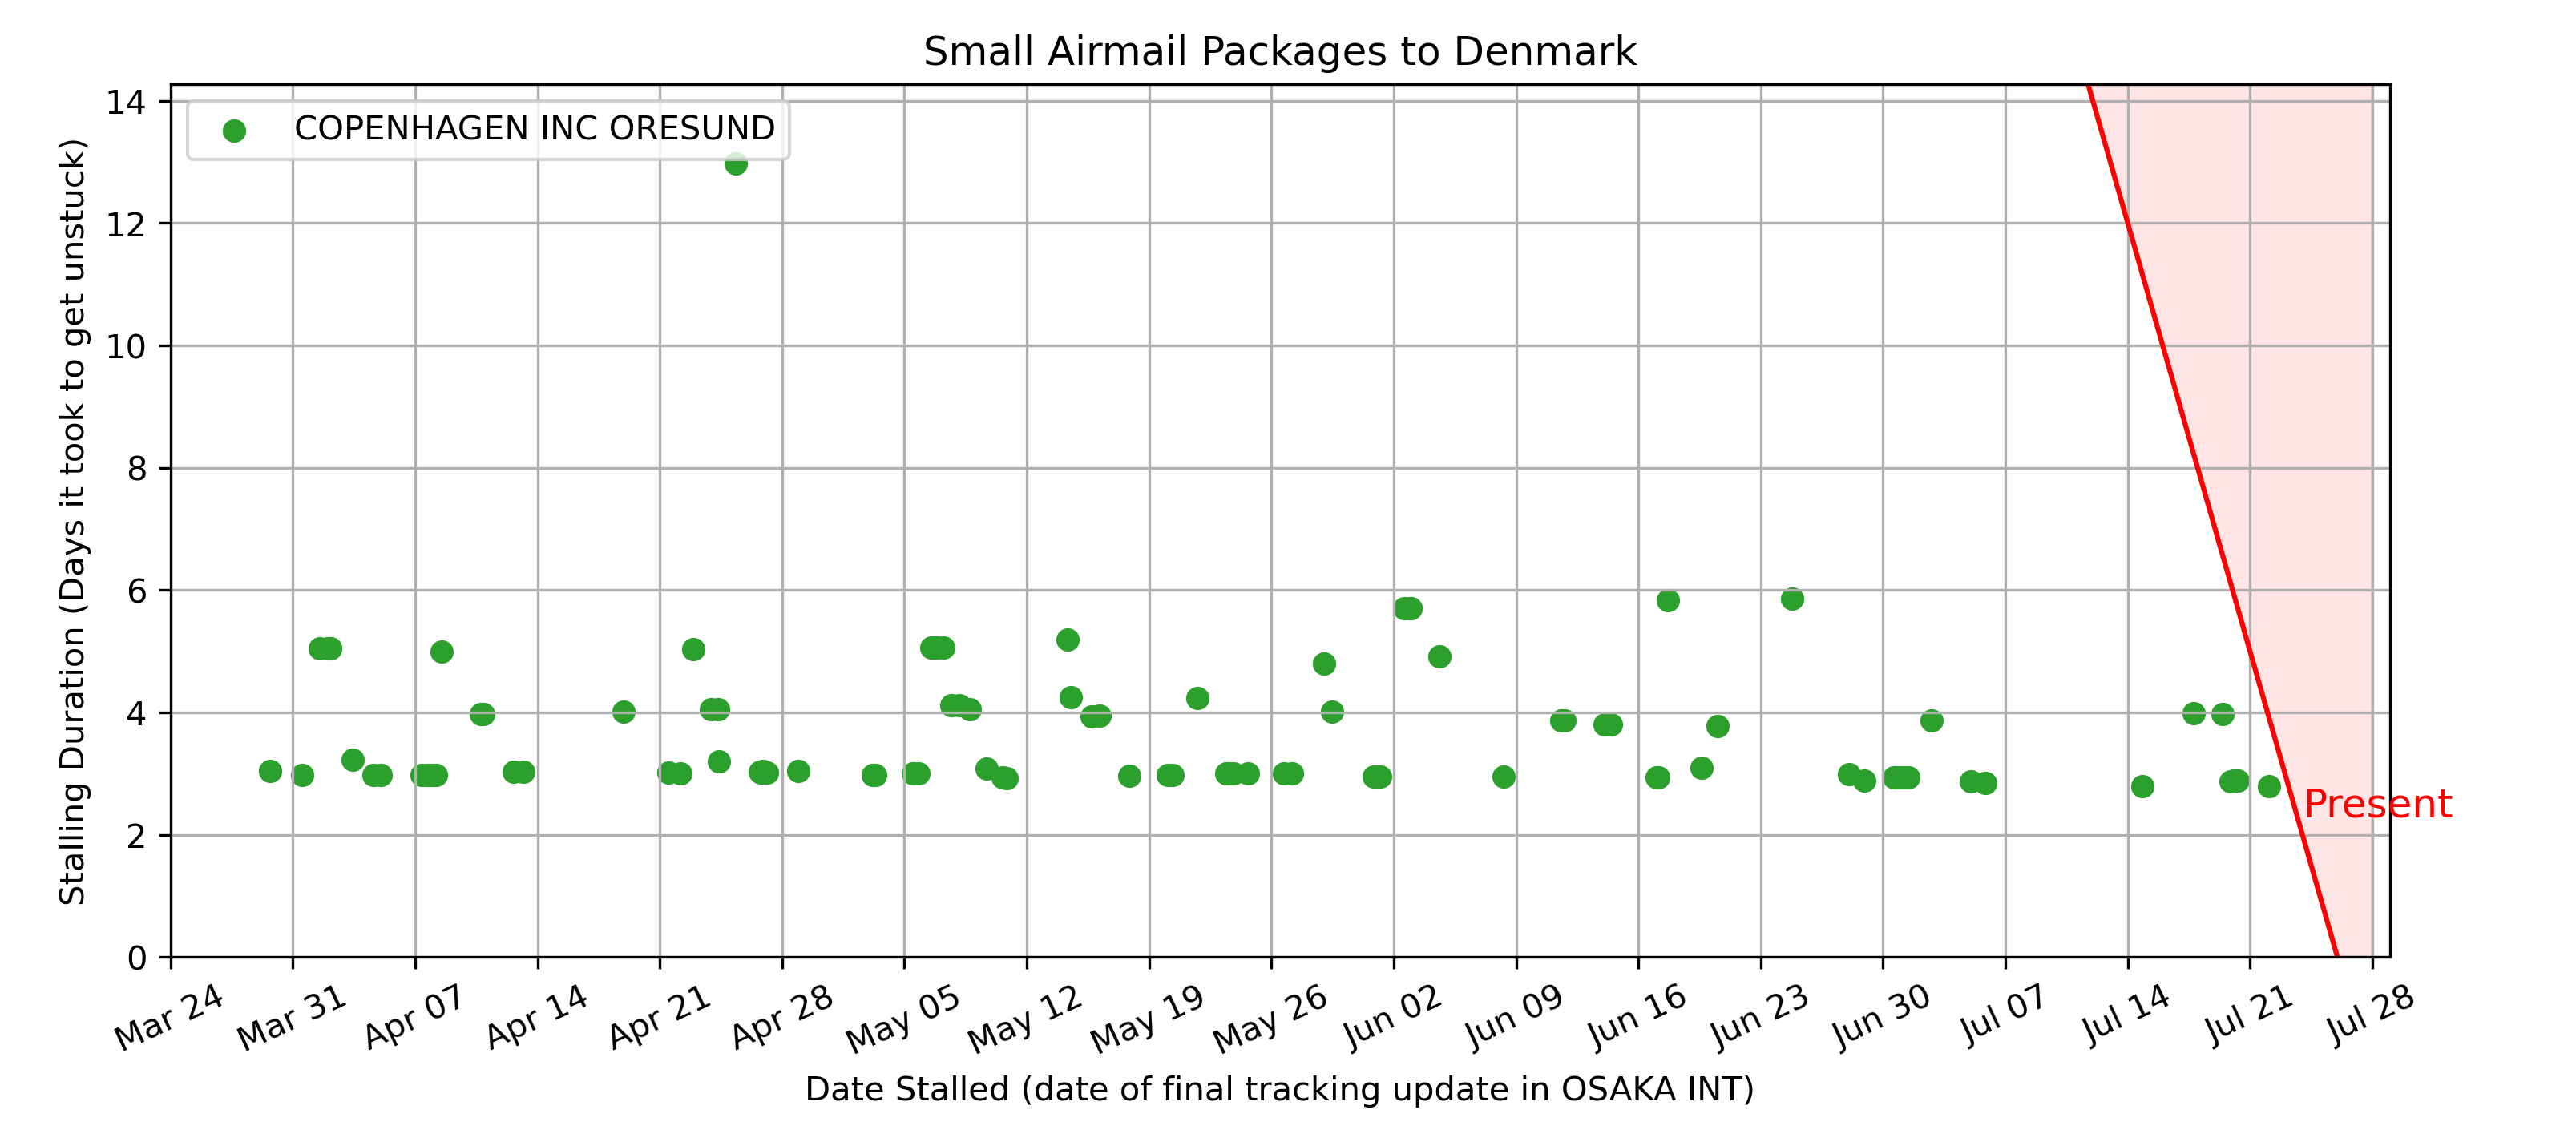 Small Airmail Packages to Denmark
COPENHAGEN INC ORESUND
Stalling Duration (Days it took to get unstuck)
14
12
10
8
6
4
2
0
Present
Mar 24
Mar 31
Apr 07
Apr 14
Apr 21
Apr 28
May 05
May 12
May 19
May 26
Jun 02
Jun 09
Jun 16
Jun 23
Jun 30
Jul 07
Jul 14
Jul 21
Jul 28
Date Stalled (date of final tracking update in OSAKA INT)